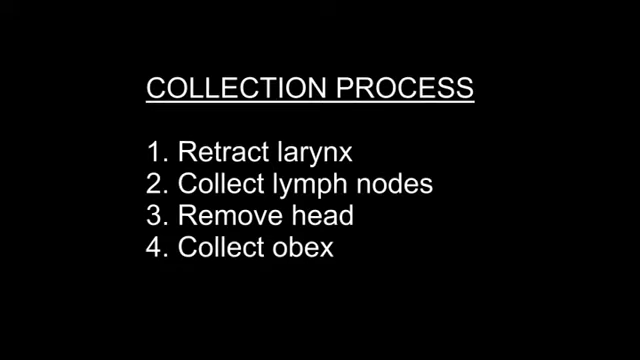 COLLECTION PROCESS
1. Retract larynx
2. Collect lymph nodes
3. Remove head
4. Collect obex